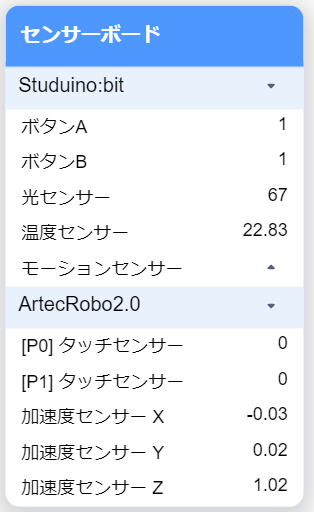 センサーボード
Studuino:bit
ボタンA 1
ボタンB 1
光センサー 67
温度センサー 22.83
モーションセンサー
ArtecRobo2.0
[P0] タッチセンサー 0
[P1] タッチセンサー 0
加速度センサー X -0.03
加速度センサー Y 0.02
加速度センサー Z 1.02